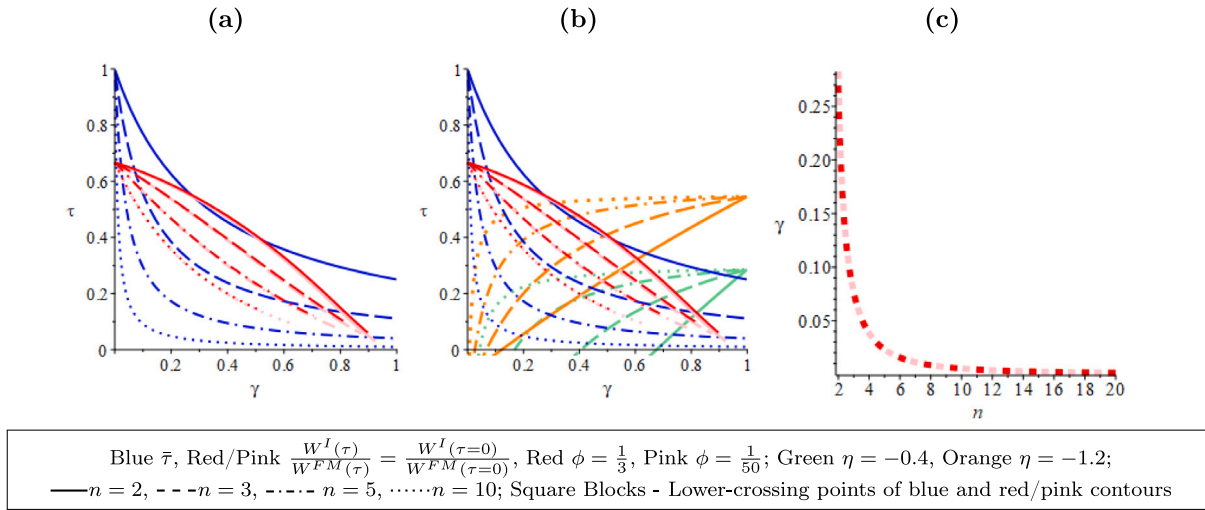 (a) (b) (c)
1
0.8
0.6
τ
0.4
0.2
0
0.2 0.4 0.6 0.8 1
γ
1
0.8
0.6
τ
0.4
0.2
0
0.2 0.4 0.6 0.8 1
γ
0.25
0.20
γ
0.15
0.10
0.05
2 4 6 8 10 12 14 16 18 20
n
Blue τ̄, Red/Pink W^I(τ)/W^{FM}(τ) = W^I(τ=0)/W^{FM}(τ=0), Red ϕ = 1/3, Pink ϕ = 1/50; Green η = −0.4, Orange η = −1.2;
n = 2, n = 3, n = 5, n = 10; Square Blocks - Lower-crossing points of blue and red/pink contours